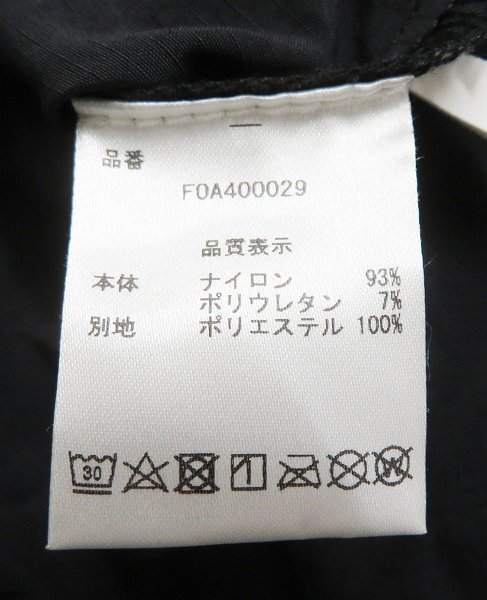 品番
F0A400029
品質表示
本体 ナイロン 93%
ポリウレタン 7%
別地 ポリエステル 100%
30 W